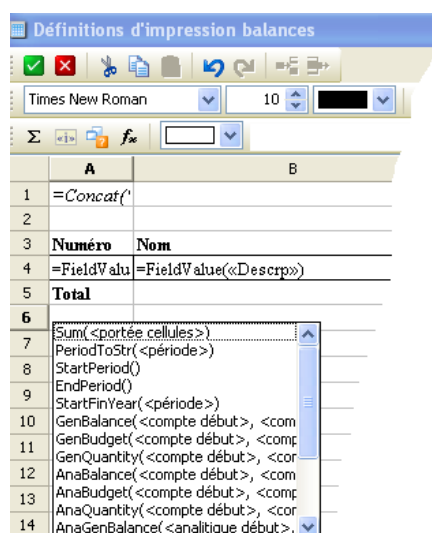 Définitions d'impression balances
Times New Roman 10
Σ «i» fx
A B
1 =Concat('
2
3 Numéro Nom
4 =FieldValu =FieldValue(«Descrp»)
5 Total
6
Sum(<portée cellules>)
7 PeriodToStr(<période>)
8 StartPeriod()
EndPeriod()
9 StartFinYear(<période>)
10 GenBalance(<compte début>, <com
GenBudget(<compte début>, <comp
11 GenQuantity(<compte début>, <cor
12 AnaBalance(<compte début>, <com
AnaBudget(<compte début>, <comp
13 AnaQuantity(<compte début>, <cor
14 AnaGenBalance(<analitique début>,